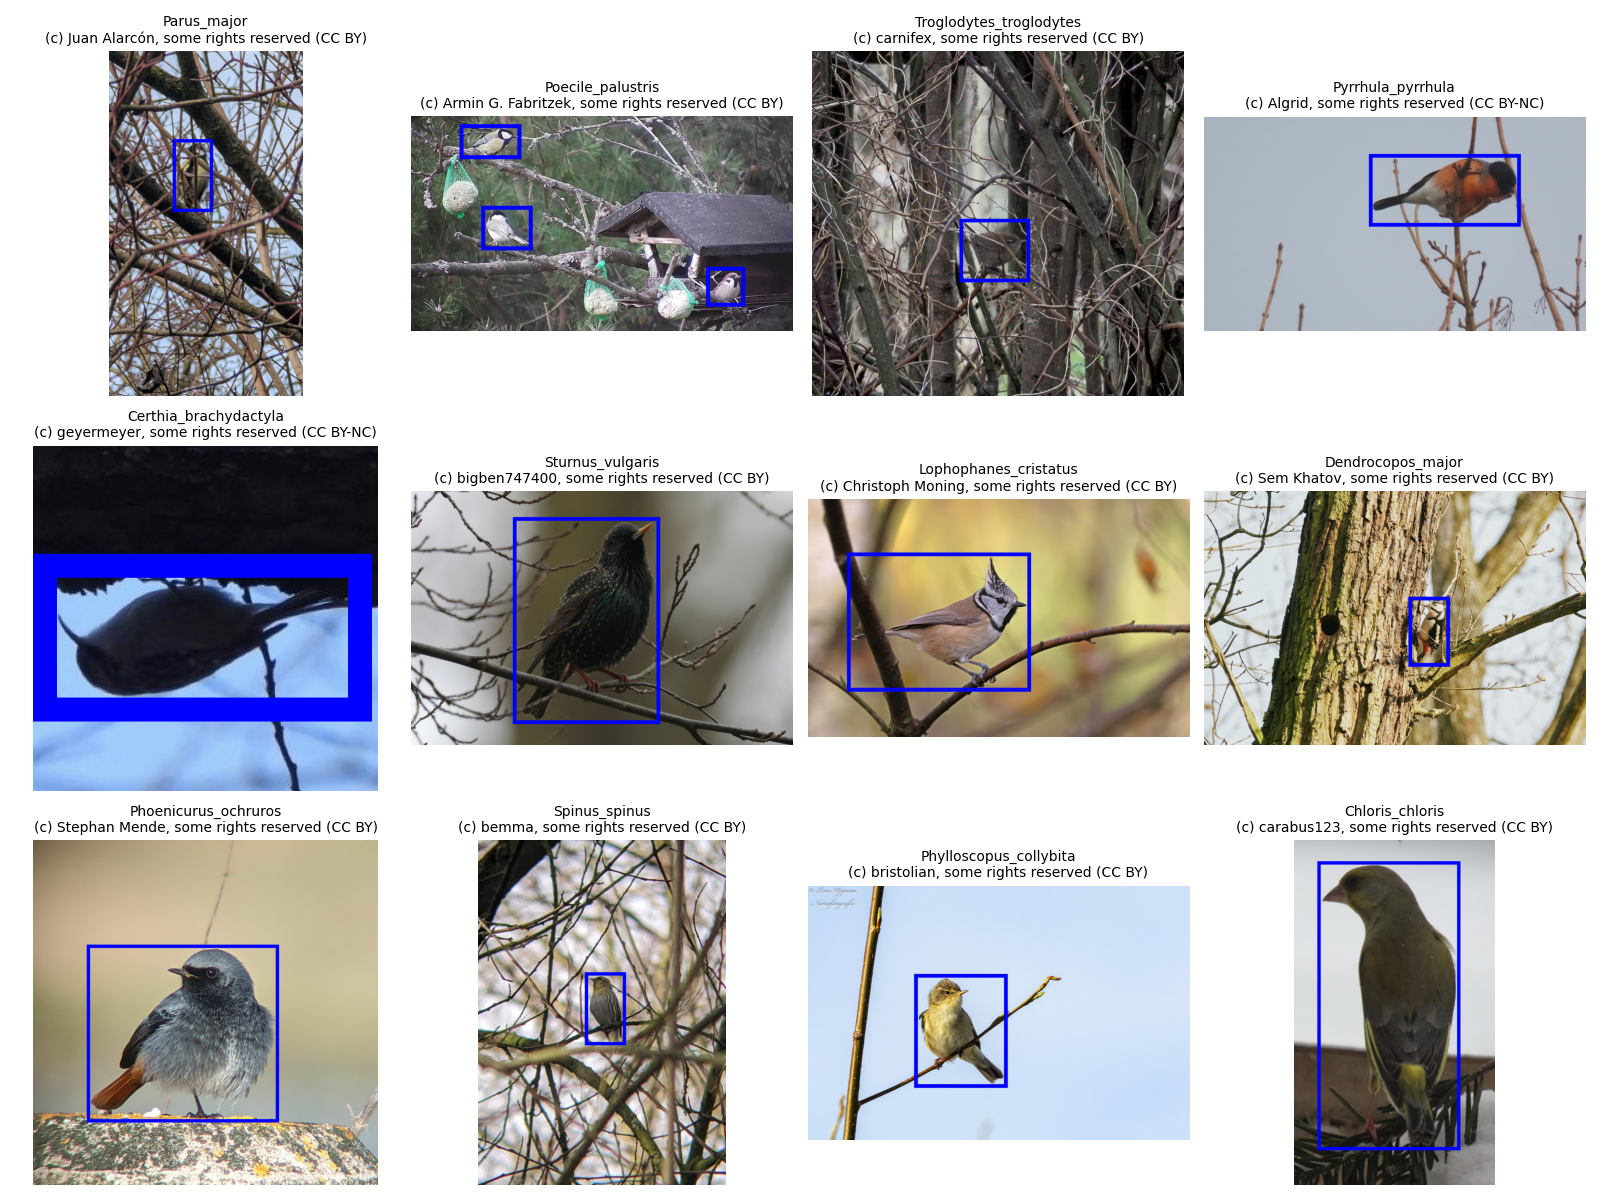 Parus_major
(c) Juan Alarcón, some rights reserved (CC BY)
Poecile_palustris
(c) Armin G. Fabritzek, some rights reserved (CC BY)
Troglodytes_troglodytes
(c) carnifex, some rights reserved (CC BY)
Pyrrhula_pyrrhula
(c) Algrid, some rights reserved (CC BY-NC)
Certhia_brachydactyla
(c) geyermeyer, some rights reserved (CC BY-NC)
Sturnus_vulgaris
(c) bigben747400, some rights reserved (CC BY)
Lophophanes_cristatus
(c) Christoph Moning, some rights reserved (CC BY)
Dendrocopos_major
(c) Sem Khatov, some rights reserved (CC BY)
Phoenicurus_ochruros
(c) Stephan Mende, some rights reserved (CC BY)
Spinus_spinus
(c) bemma, some rights reserved (CC BY)
Phylloscopus_collybita
(c) bristolian, some rights reserved (CC BY)
Chloris_chloris
(c) carabus123, some rights reserved (CC BY)